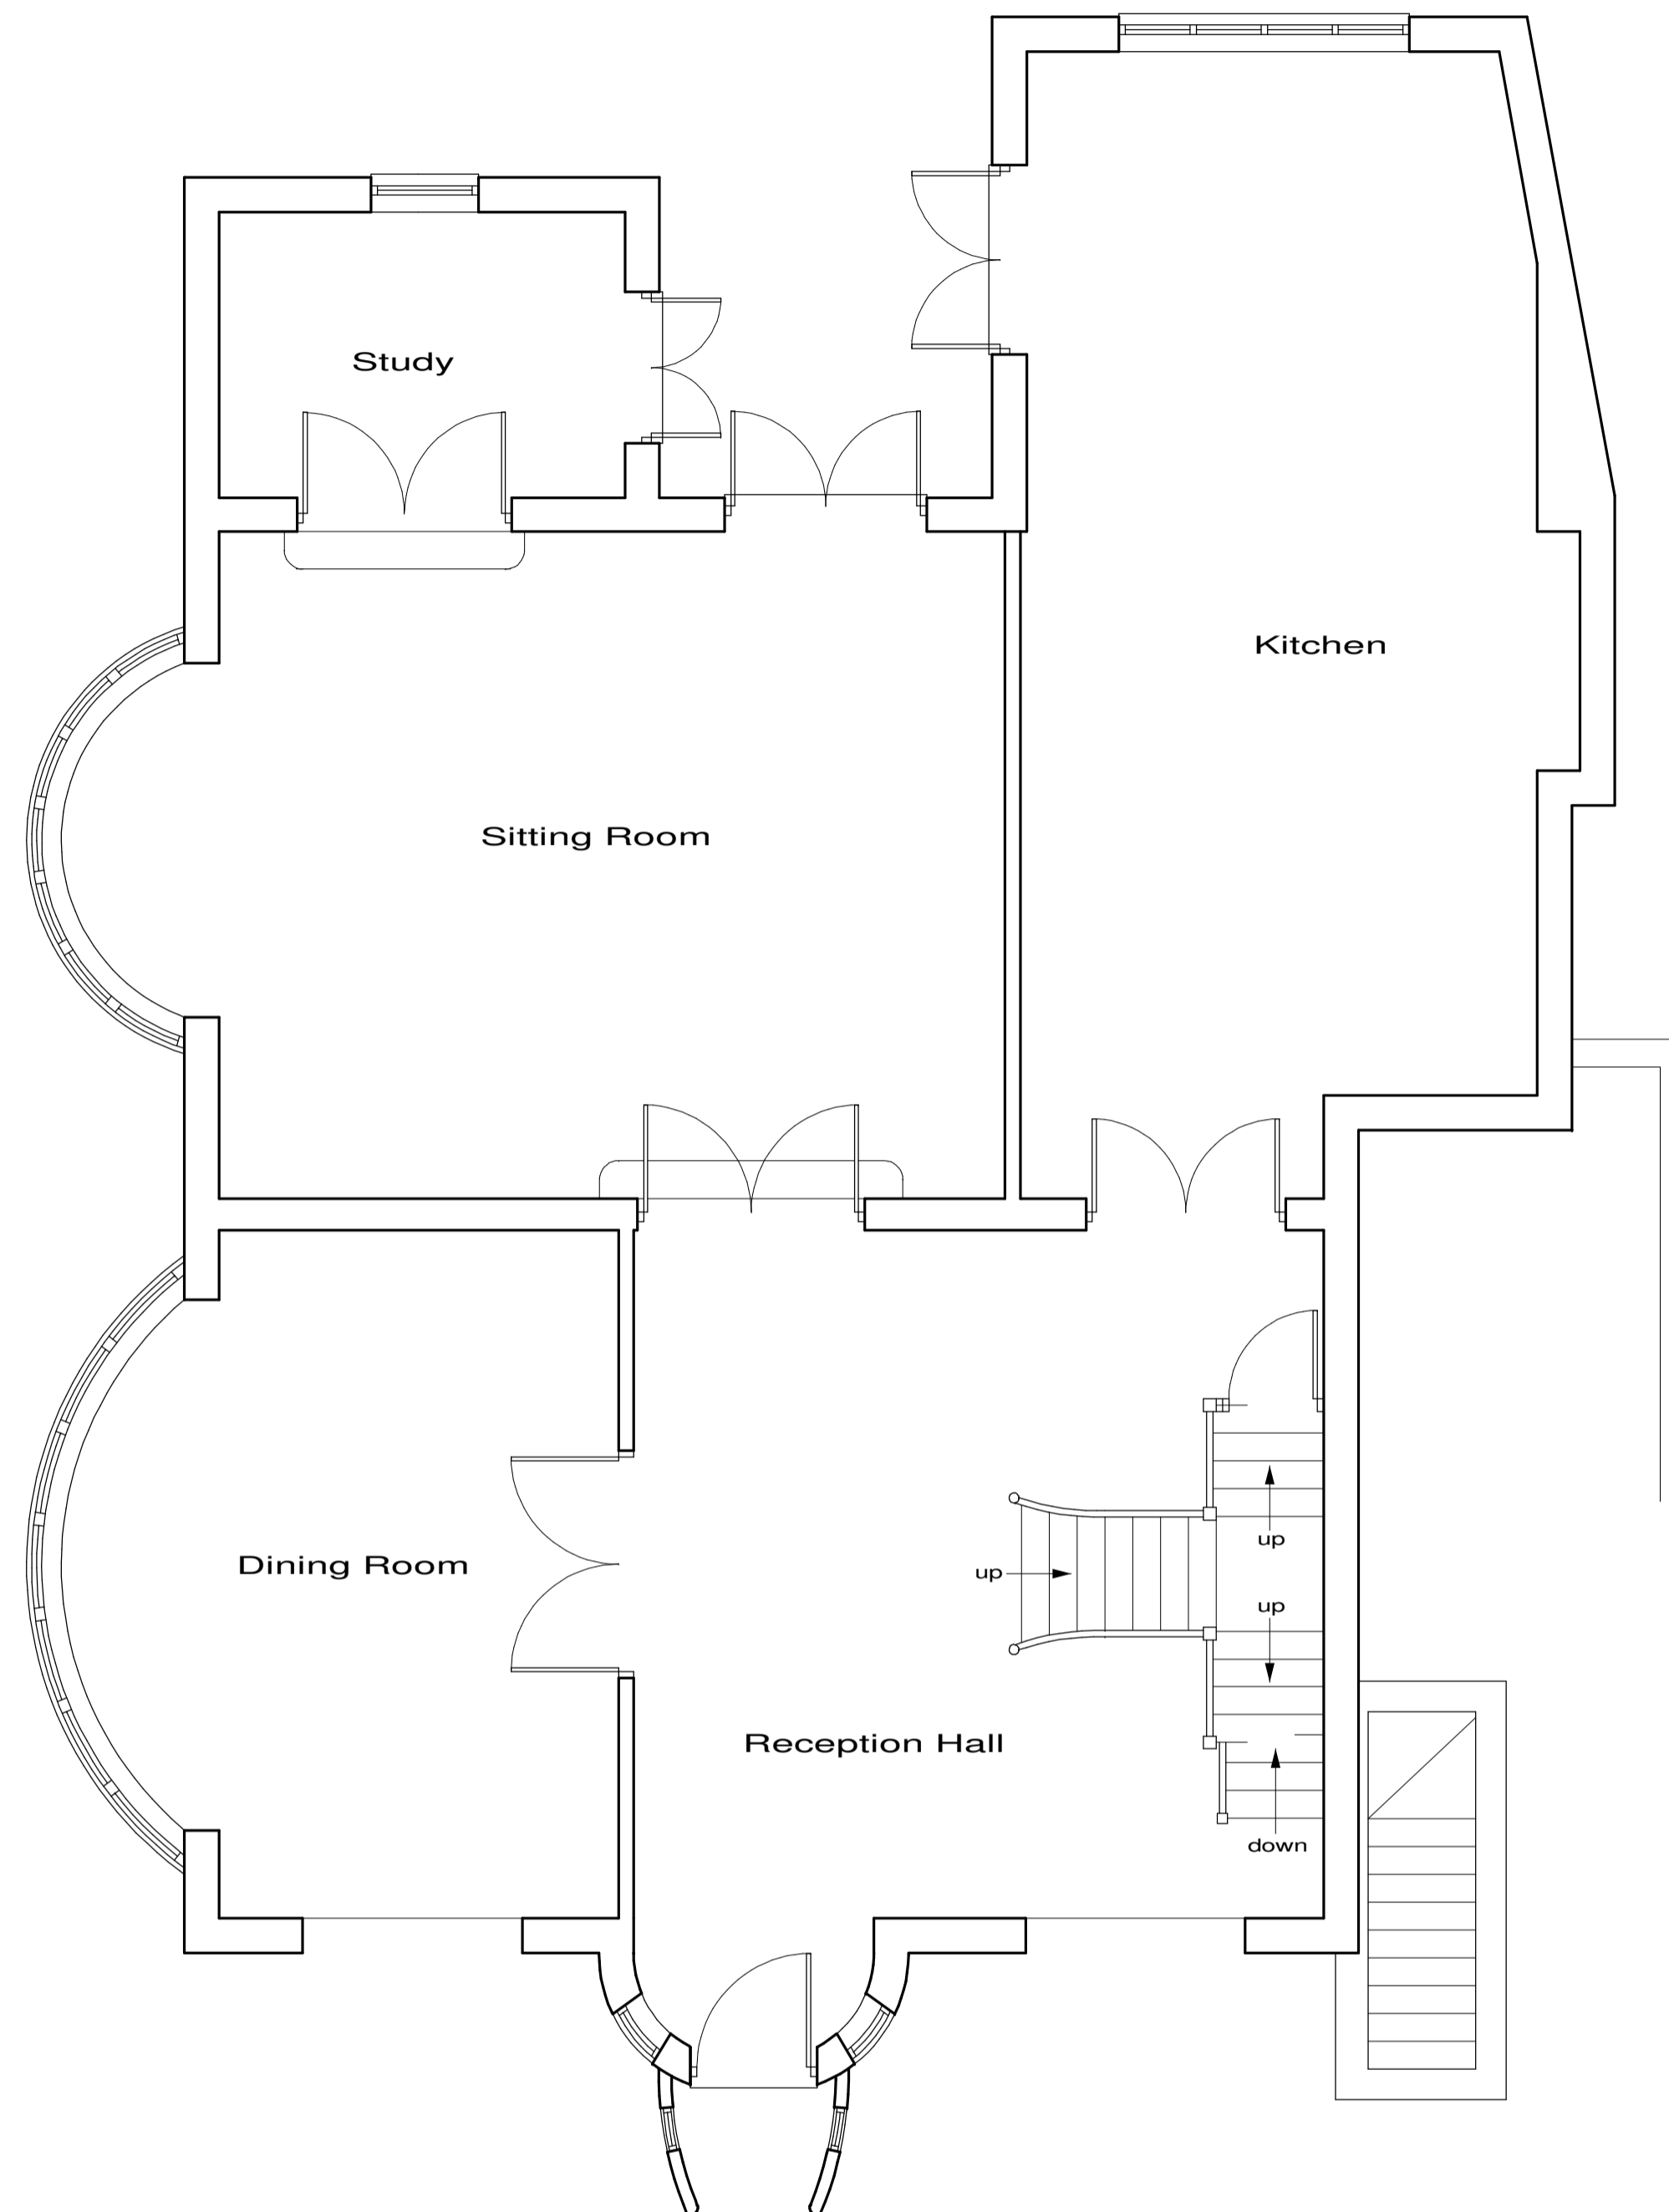 Study
Kitchen
Sitting Room
up
Dining Room
up
up
Reception Hall
down